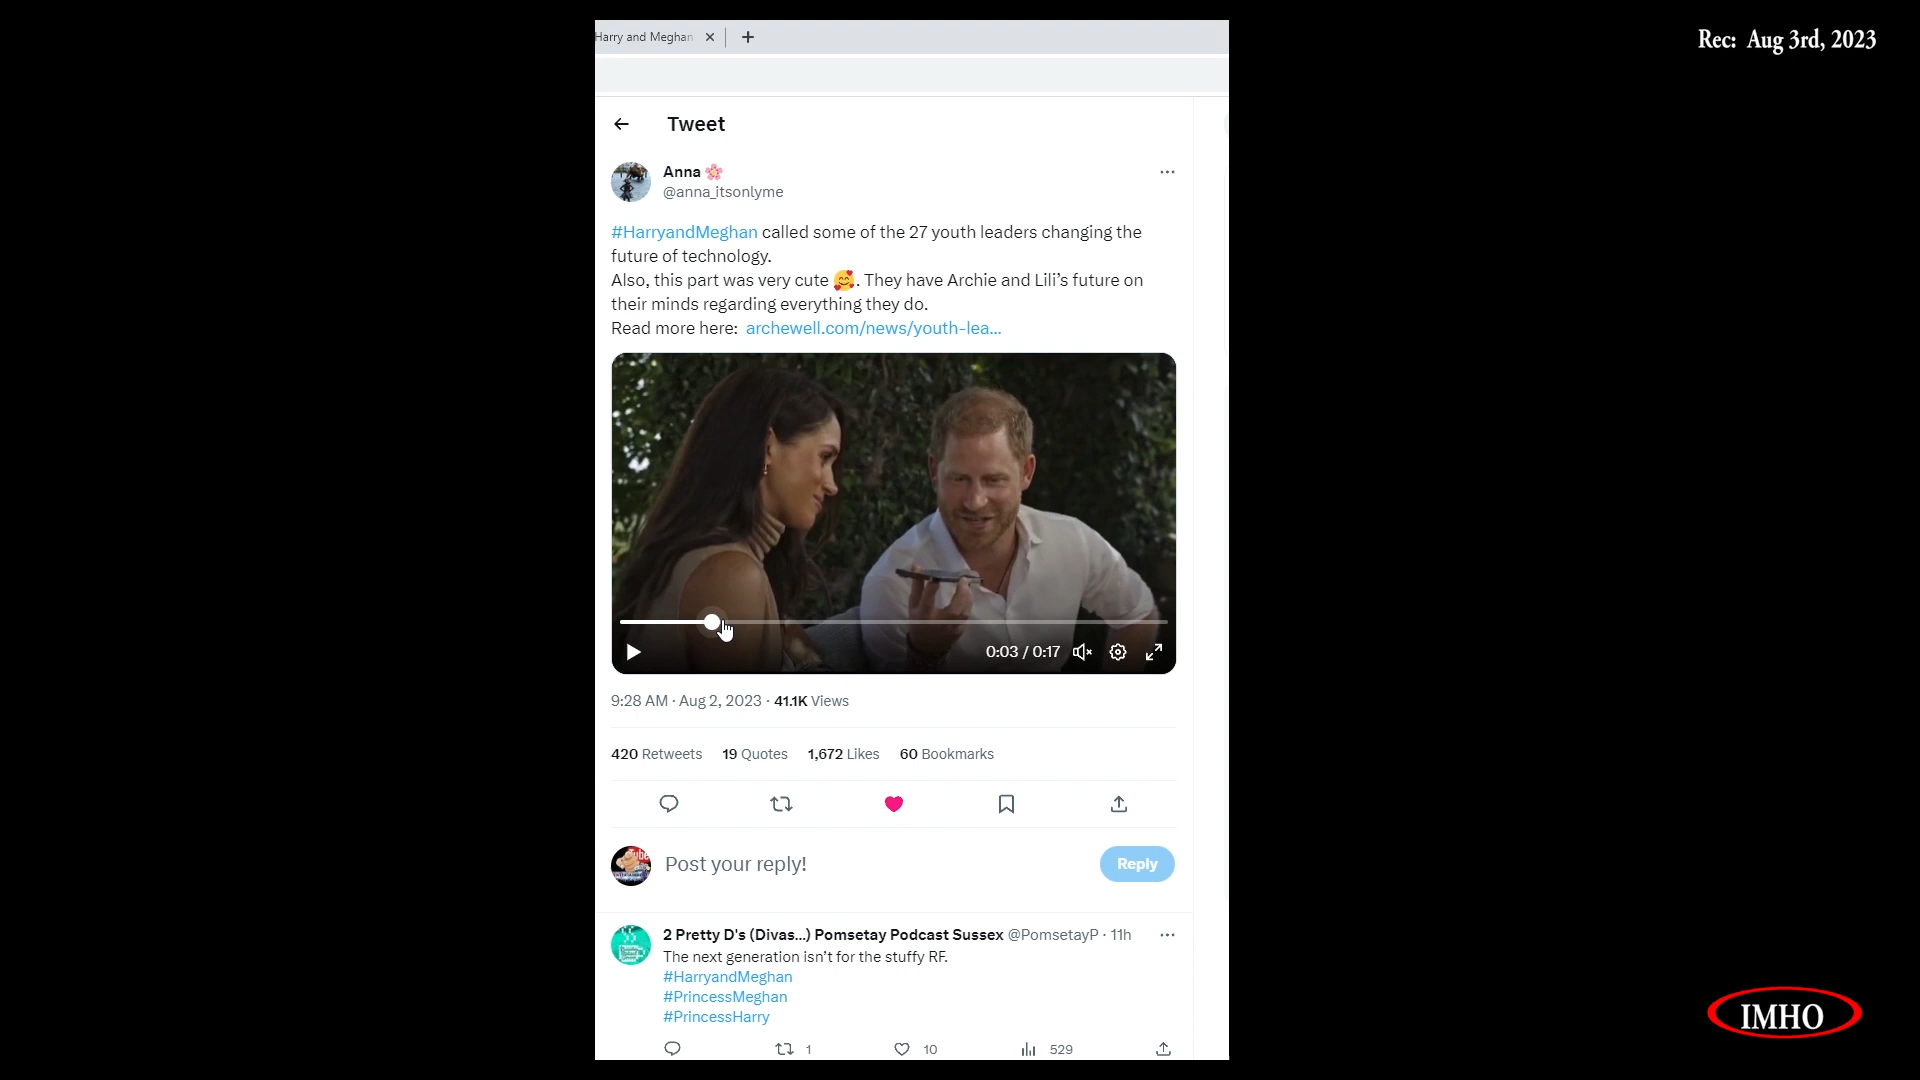 Harry and Meghan
Rec: Aug 3rd, 2023
Tweet
Anna 🌸
@anna_itsonlyme
#HarryandMeghan called some of the 27 youth leaders changing the
future of technology.
Also, this part was very cute 🥰. They have Archie and Lili's future on
their minds regarding everything they do.
Read more here: archewell.com/news/youth-lea...
0:03 / 0:17
9:28 AM · Aug 2, 2023 · 41.1K Views
420 Retweets 19 Quotes 1,672 Likes 60 Bookmarks
Post your reply!
Reply
2 Pretty D's (Divas...) Pomsetay Podcast Sussex @PomsetayP · 11h
The next generation isn't for the stuffy RF.
#HarryandMeghan
#PrincessMeghan
#PrincessHarry
1 10 529
IMHO